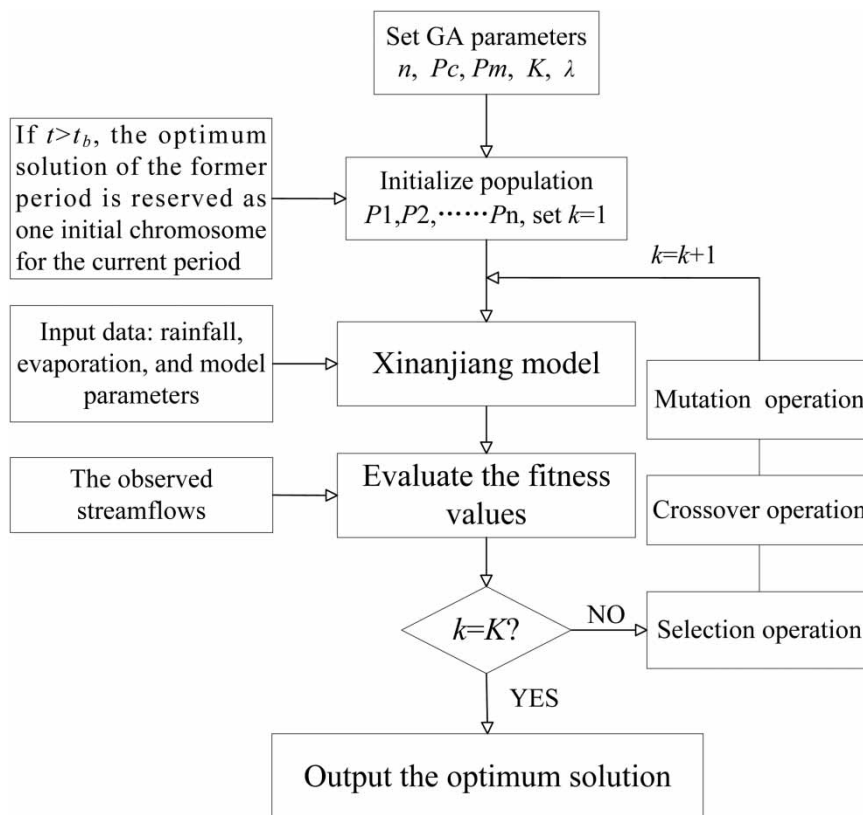 Set GA parameters
n, Pc, Pm, K, λ
If t>t_b, the optimum
solution of the former
period is reserved as
one initial chromosome
for the current period
Initialize population
P1,P2,⋯⋯Pn, set k=1
k=k+1
Input data: rainfall,
evaporation, and model
parameters
Xinanjiang model
Mutation operation
The observed
streamflows
Evaluate the fitness
values
Crossover operation
k=K?
NO
Selection operation
YES
Output the optimum solution